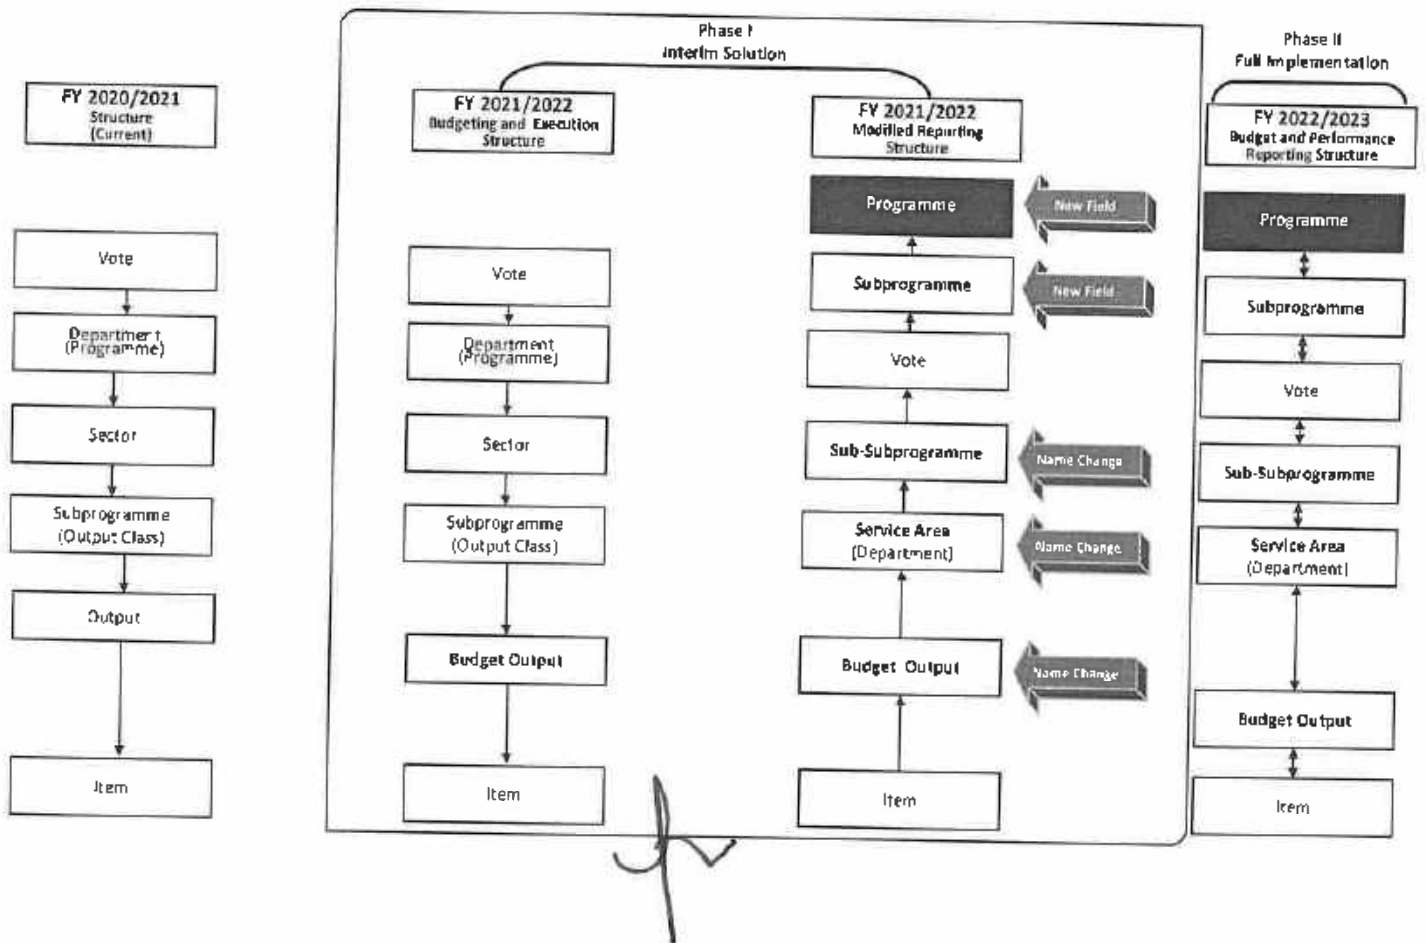 Phase I
Interim Solution
Phase II
Full Implementation
FY 2020/2021
Structure
(Current)
Vote
Department
(Programme)
Sector
Subprogramme
(Output Class)
Output
Item
FY 2021/2022
Budgeting and Execution
Structure
Vote
Department
(Programme)
Sector
Subprogramme
(Output Class)
Budget Output
Item
FY 2021/2022
Modified Reporting
Structure
Programme
New Field
Subprogramme
New Field
Vote
Sub-Subprogramme
Name Change
Service Area
(Department)
Name Change
Budget Output
Name Change
Item
FY 2022/2023
Budget and Performance
Reporting Structure
Programme
Subprogramme
Vote
Sub-Subprogramme
Service Area
(Department)
Budget Output
Item